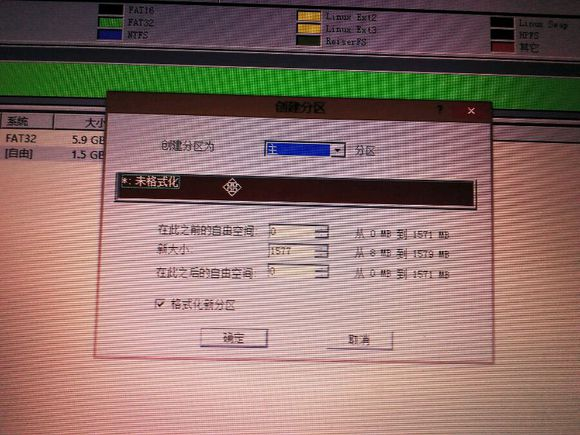 FAT16
Linux Ext2
Linux Swap
FAT32
Linux Ext3
HPFS
NTFS
ReiserFS
其它
创建分区
?
×
系统
大小
FAT32
5.9 GB
[自由]
1.5 GB
创建分区为
主
分区
*: 未格式化
在此之前的自由空间:
0
从 0 MB 到 1571 MB
新大小:
1577
从 8 MB 到 1579 MB
在此之后的自由空间:
0
从 0 MB 到 1571 MB
格式化新分区
确定
取消